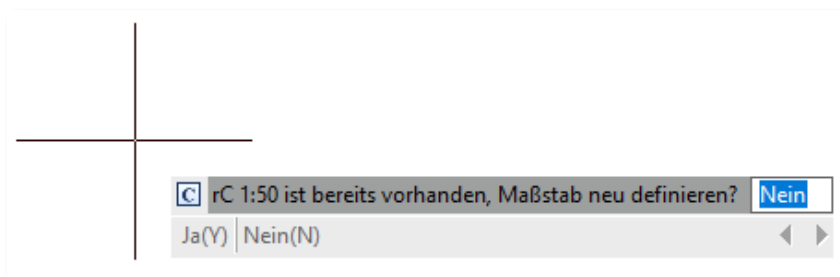 C rC 1:50 ist bereits vorhanden, Maßstab neu definieren? Nein
Ja(Y) Nein(N)